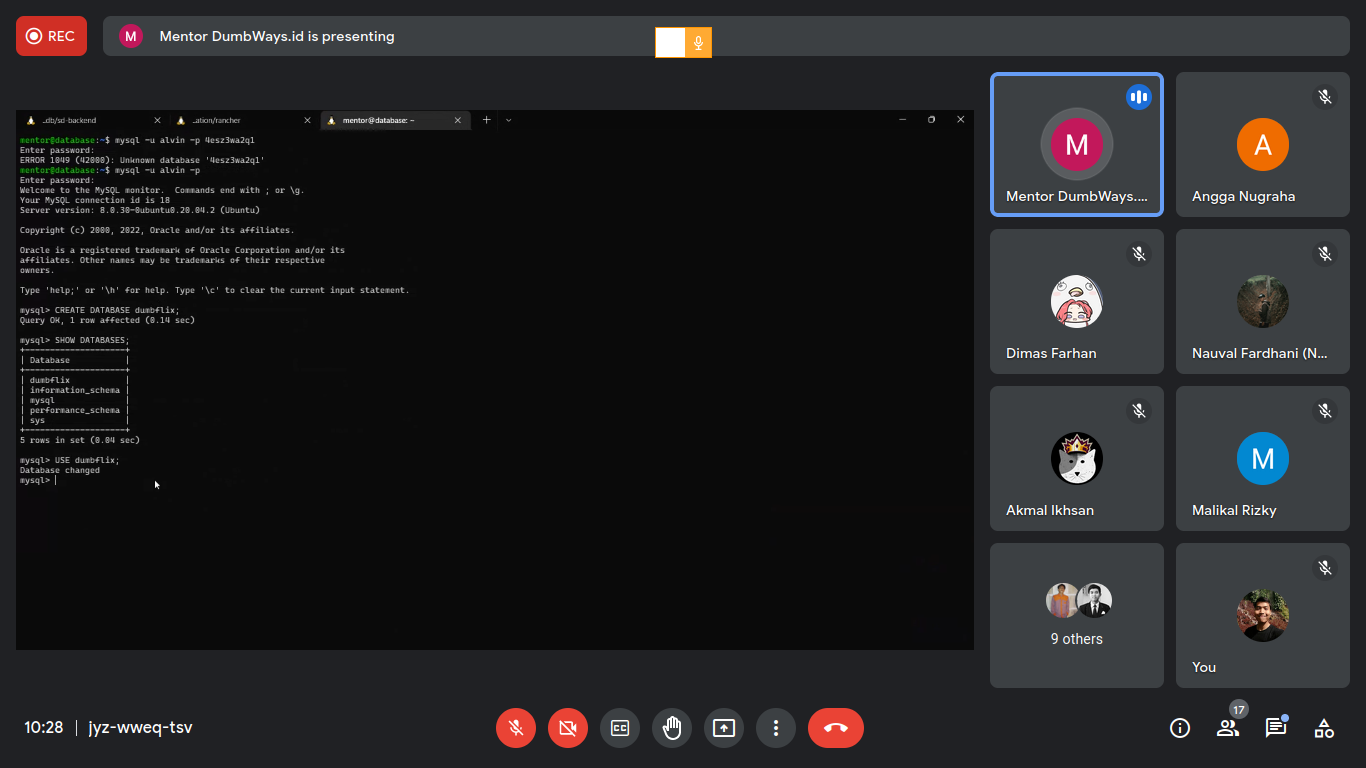 REC
M
Mentor DumbWays.id is presenting
..db/sd-backend
..ation/rancher
mentor@database: ~
mentor@database:~$ mysql -u alvin -p 4esz3wa2q1
Enter password:
ERROR 1049 (42000): Unknown database '4esz3wa2q1'
mentor@database:~$ mysql -u alvin -p
Enter password:
Welcome to the MySQL monitor.  Commands end with ; or \g.
Your MySQL connection id is 18
Server version: 8.0.30-0ubuntu0.20.04.2 (Ubuntu)
Copyright (c) 2000, 2022, Oracle and/or its affiliates.
Oracle is a registered trademark of Oracle Corporation and/or its
affiliates. Other names may be trademarks of their respective
owners.
Type 'help;' or '\h' for help. Type '\c' to clear the current input statement.
mysql> CREATE DATABASE dumbflix;
Query OK, 1 row affected (0.14 sec)
mysql> SHOW DATABASES;
+--------------------+
| Database           |
+--------------------+
| dumbflix           |
| information_schema |
| mysql              |
| performance_schema |
| sys                |
+--------------------+
5 rows in set (0.04 sec)
mysql> USE dumbflix;
Database changed
mysql>
M
Mentor DumbWays....
A
Angga Nugraha
Dimas Farhan
Nauval Fardhani (N...
Akmal Ikhsan
M
Malikal Rizky
9 others
You
10:28 | jyz-wweq-tsv
CC
17